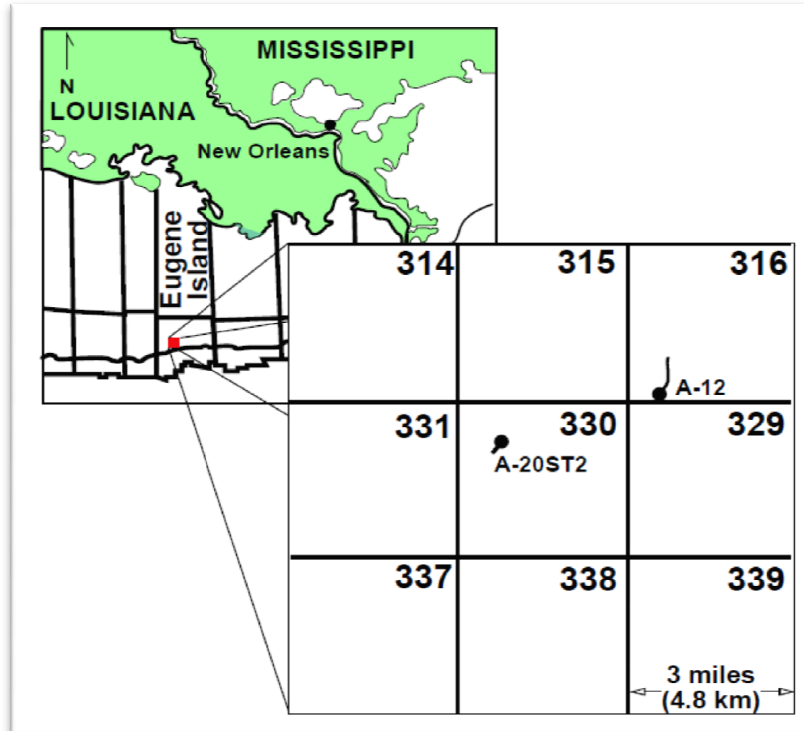 MISSISSIPPI
N
LOUISIANA
New Orleans
Eugene
Island
314
315
316
A-12
331
330
329
A-20ST2
337
338
339
3 miles
(4.8 km)